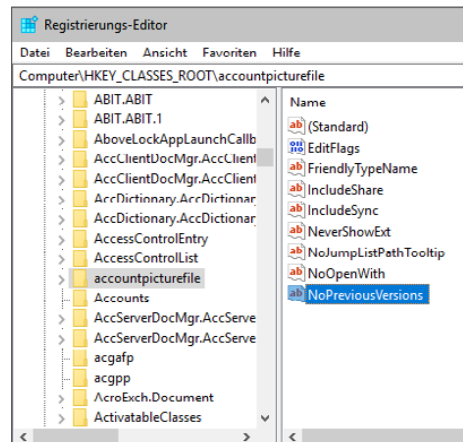 Registrierungs-Editor
Datei Bearbeiten Ansicht Favoriten Hilfe
Computer\HKEY_CLASSES_ROOT\accountpicturefile
ABIT.ABIT
ABIT.ABIT.1
AboveLockAppLaunchCallb
AccClientDocMgr.AccClient
AccClientDocMgr.AccClient
AccDictionary.AccDictionar
AccDictionary.AccDictionar
AccessControlEntry
AccessControlList
accountpicturefile
Accounts
AccServerDocMgr.AccServe
AccServerDocMgr.AccServe
acgafp
acgpp
AcroExch.Document
ActivatableClasses
Name
(Standard)
EditFlags
FriendlyTypeName
IncludeShare
IncludeSync
NeverShowExt
NoJumpListPathTooltip
NoOpenWith
NoPreviousVersions